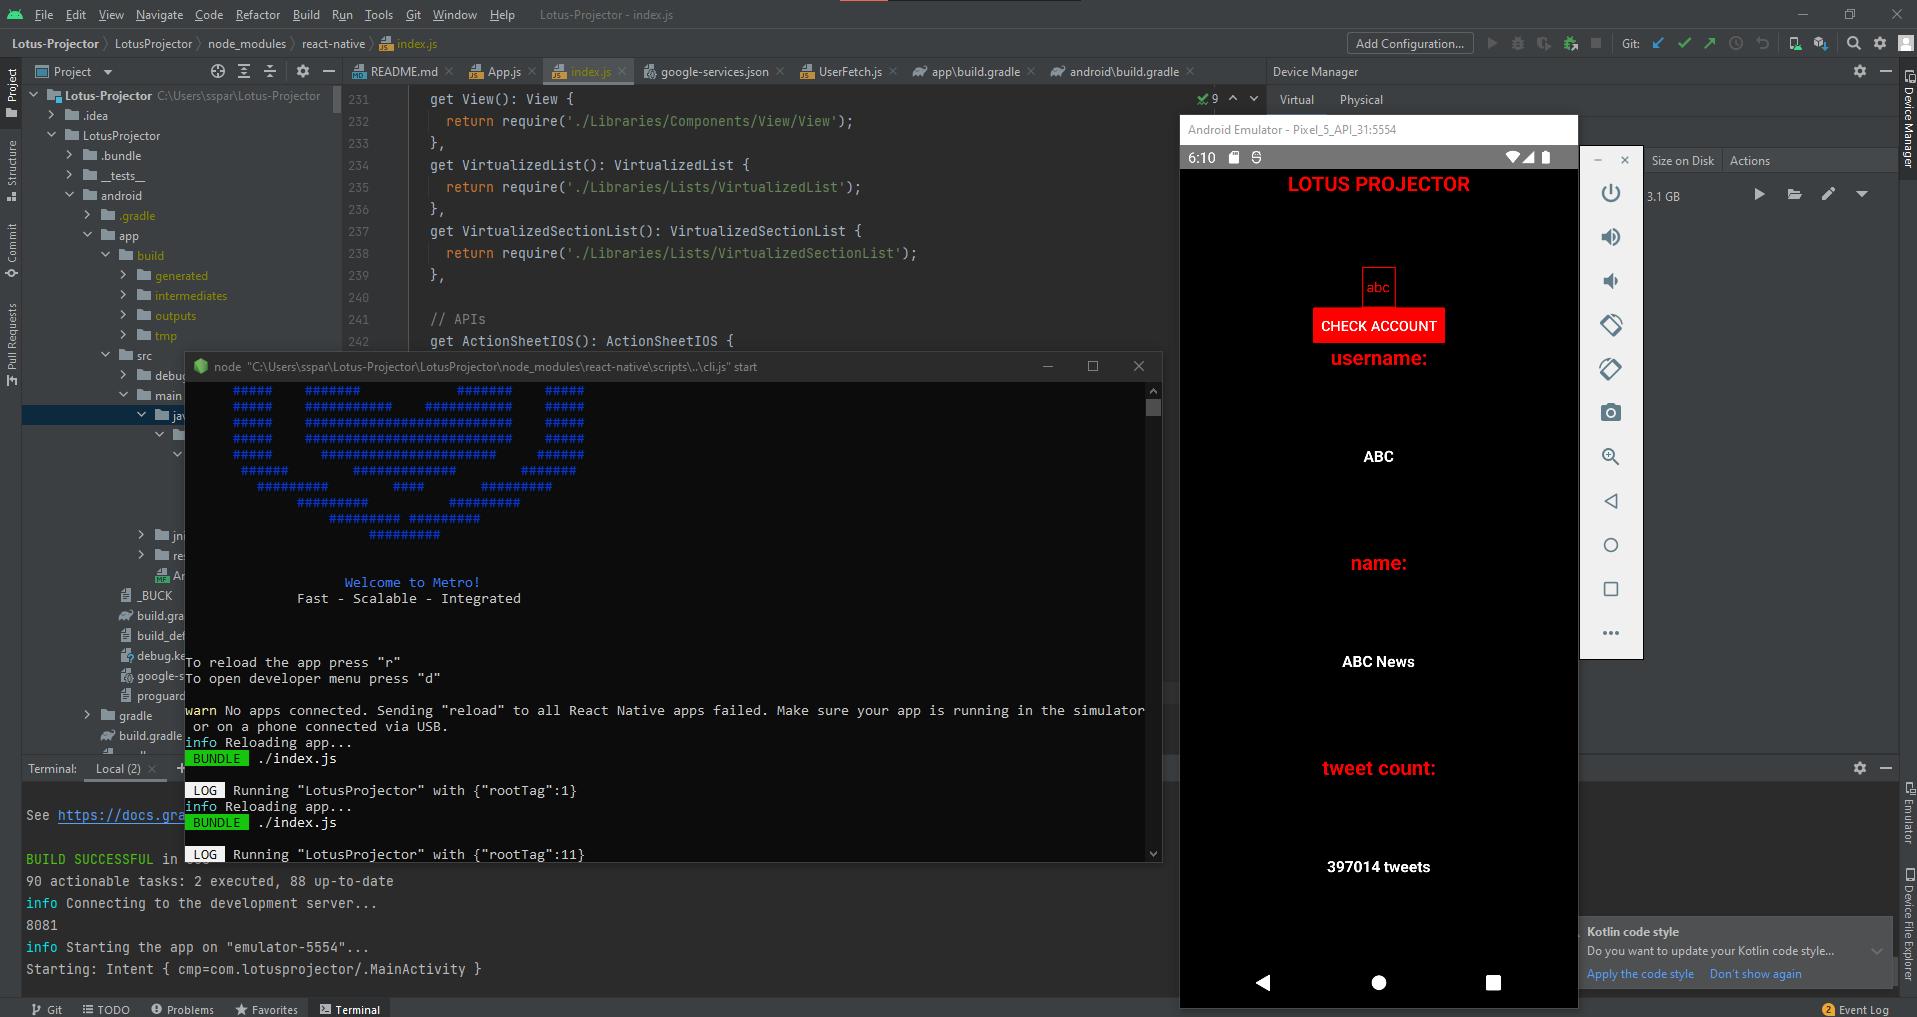 File Edit View Navigate Code Refactor Build Run Tools Git Window Help Lotus-Projector - index.js
Lotus-Projector LotusProjector node_modules react-native index.js Add Configuration... Git:
Project README.md App.js index.js google-services.json UserFetch.js app\build.gradle android\build.gradle Device Manager
Project
Structure
Commit
Pull Requests
Lotus-Projector C:\Users\sspar\Lotus-Projector
.idea
LotusProjector
.bundle
__tests__
android
.gradle
app
build
generated
intermediates
outputs
tmp
src
debug
main
jav
jni
res
An
_BUCK
build.gra
build_def
debug.ke
google-s
proguard
gradle
build.gradle
231 get View(): View {
232 return require('./Libraries/Components/View/View');
233 },
234 get VirtualizedList(): VirtualizedList {
235 return require('./Libraries/Lists/VirtualizedList');
236 },
237 get VirtualizedSectionList(): VirtualizedSectionList {
238 return require('./Libraries/Lists/VirtualizedSectionList');
239 },
240
241 // APIs
242 get ActionSheetIOS(): ActionSheetIOS {
9
Virtual Physical
Size on Disk Actions
3.1 GB
Device Manager
Emulator
Device File Explorer
node "C:\Users\sspar\Lotus-Projector\LotusProjector\node_modules\react-native\scripts\..\cli.js" start
##### ####### ####### #####
##### ########### ########### #####
##### ########################## #####
##### ########################## #####
##### ###################### ######
###### ############# #######
######### #### #########
######### #########
######### #########
#########
Welcome to Metro!
Fast - Scalable - Integrated
To reload the app press "r"
To open developer menu press "d"
warn No apps connected. Sending "reload" to all React Native apps failed. Make sure your app is running in the simulator
or on a phone connected via USB.
info Reloading app...
BUNDLE ./index.js
LOG Running "LotusProjector" with {"rootTag":1}
info Reloading app...
BUNDLE ./index.js
LOG Running "LotusProjector" with {"rootTag":11}
Android Emulator - Pixel_5_API_31:5554
6:10
LOTUS PROJECTOR
abc
CHECK ACCOUNT
username:
ABC
name:
ABC News
tweet count:
397014 tweets
Terminal: Local (2)
See https://docs.gra
BUILD SUCCESSFUL in
90 actionable tasks: 2 executed, 88 up-to-date
info Connecting to the development server...
8081
info Starting the app on "emulator-5554"...
Starting: Intent { cmp=com.lotusprojector/.MainActivity }
Kotlin code style
Do you want to update your Kotlin code style...
Apply the code style Don't show again
Git TODO Problems Favorites Terminal 2 Event Log